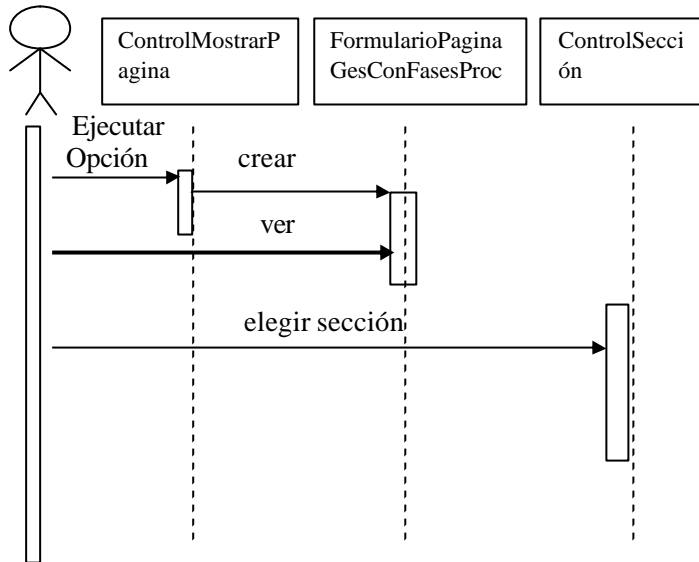 ControlMostrarP
agina
FormularioPagina
GesConFasesProc
ControlSecci
ón
Ejecutar
Opción
crear
ver
elegir sección